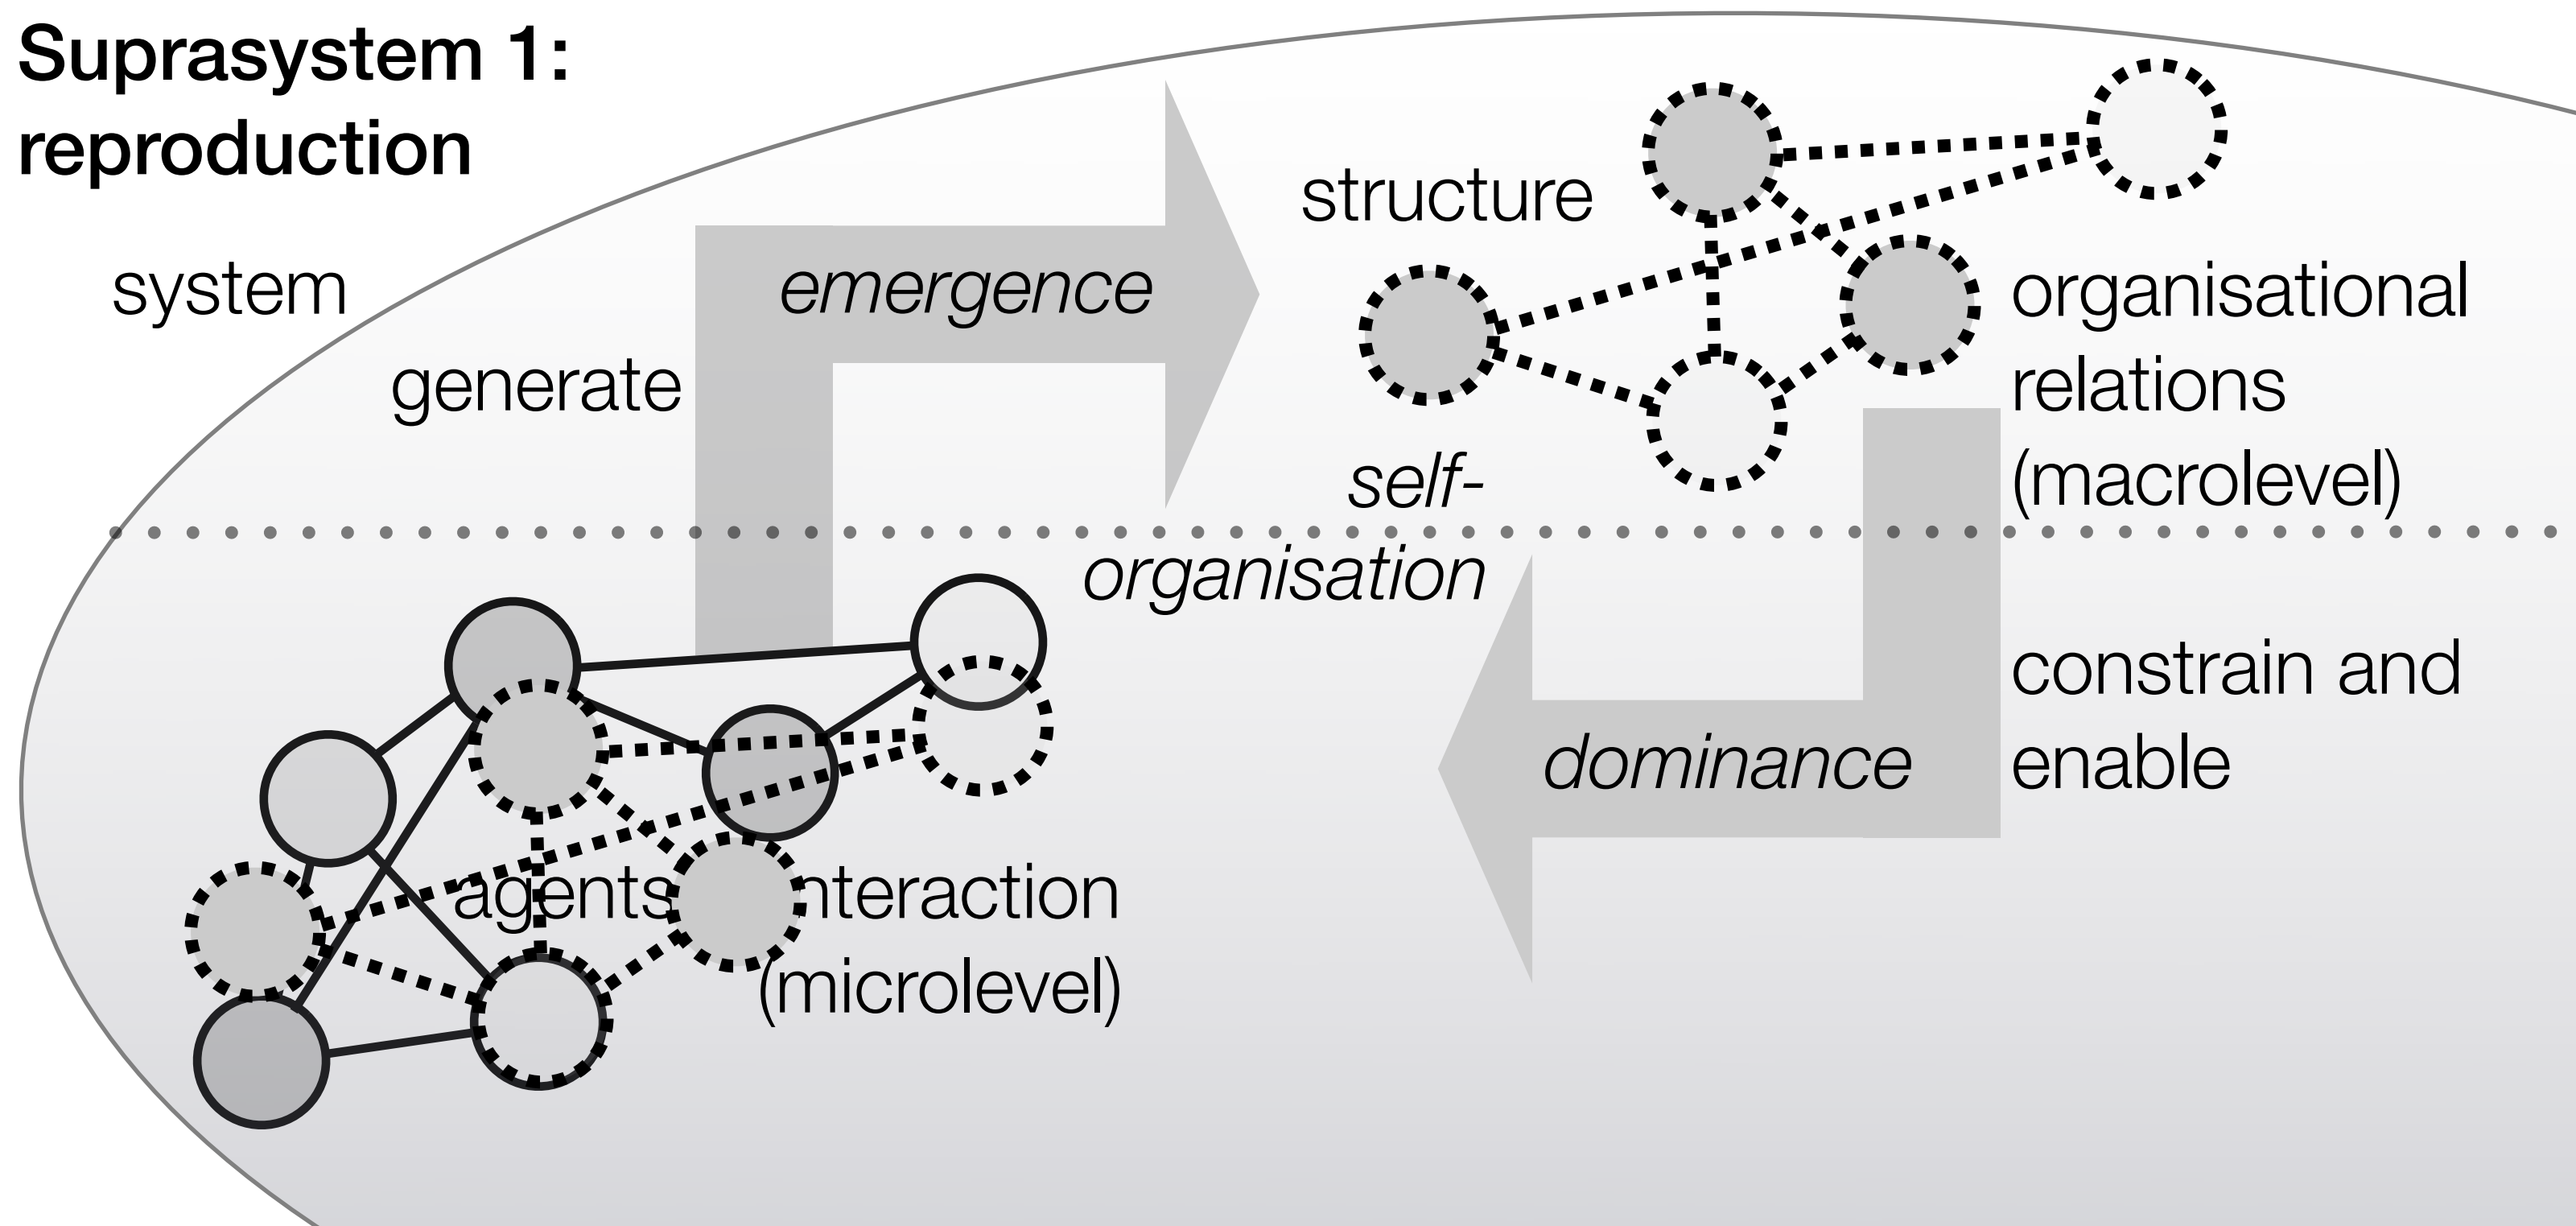 Suprasystem 1:
reproduction
system
generate
emergence
structure
organisational
relations
(macrolevel)
self-
organisation
constrain and
enable
dominance
agents nteraction
(microlevel)